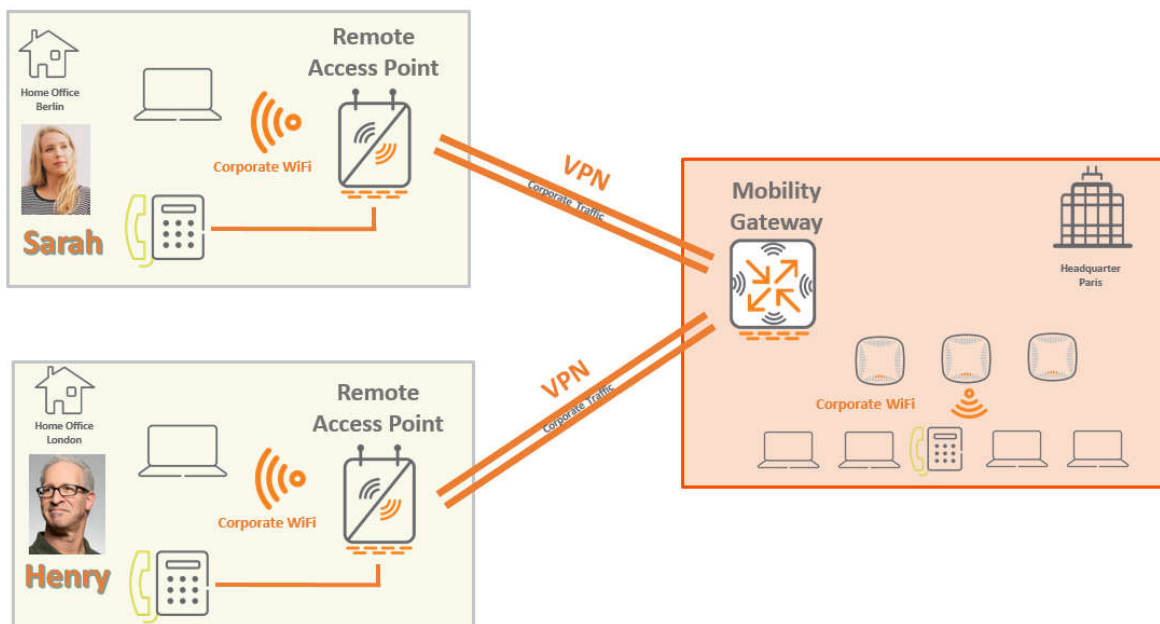 Home Office
Berlin
Remote
Access Point
Corporate WiFi
Sarah
VPN
Corporate Traffic
Mobility
Gateway
Headquarter
Paris
Corporate WiFi
Home Office
London
Remote
Access Point
Corporate WiFi
Henry
VPN
Corporate Traffic